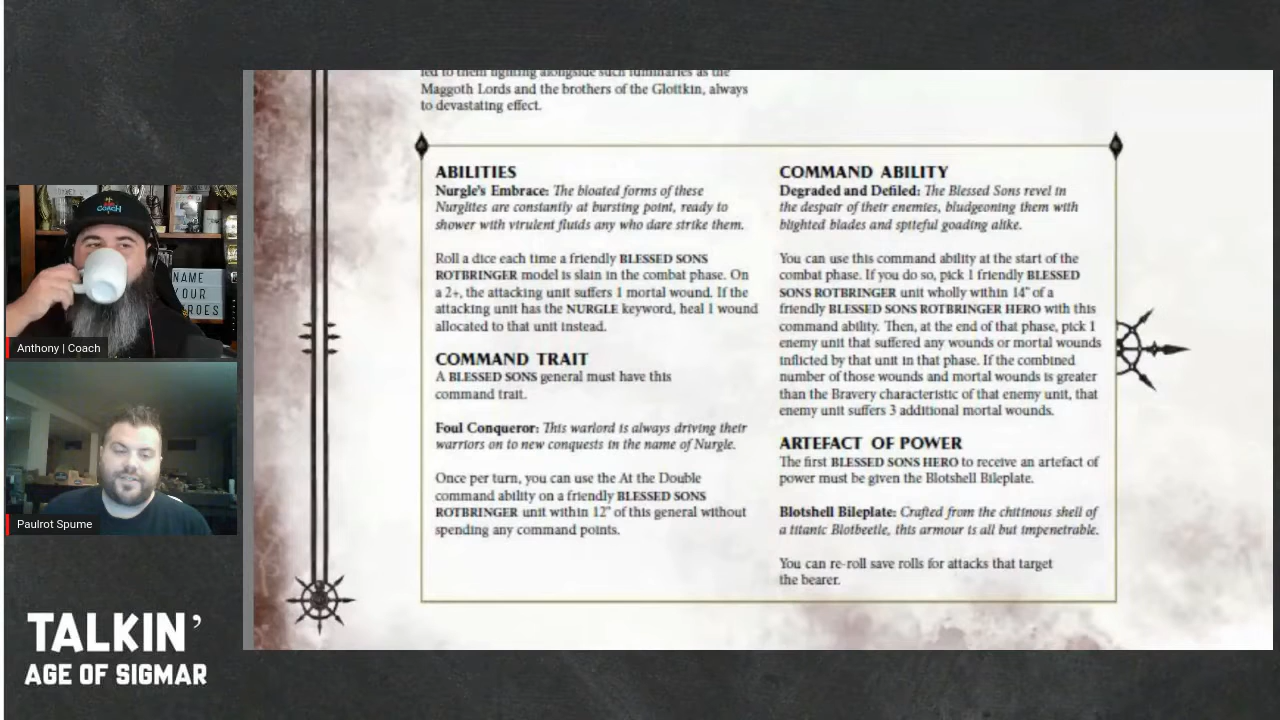 led to them fighting alongside such luminaries as the
Maggoth Lords and the brothers of the Glottkin, always
to devastating effect.
ABILITIES
Nurgle's Embrace: The bloated forms of these
Nurglites are constantly at bursting point, ready to
shower with virulent fluids any who dare strike them.
Roll a dice each time a friendly BLESSED SONS
ROTBRINGER model is slain in the combat phase. On
a 2+, the attacking unit suffers 1 mortal wound. If the
attacking unit has the NURGLE keyword, heal 1 wound
allocated to that unit instead.
COMMAND TRAIT
A BLESSED SONS general must have this
command trait.
Foul Conqueror: This warlord is always driving their
warriors on to new conquests in the name of Nurgle.
Once per turn, you can use the At the Double
command ability on a friendly BLESSED SONS
ROTBRINGER unit within 12" of this general without
spending any command points.
COMMAND ABILITY
Degraded and Defiled: The Blessed Sons revel in
the despair of their enemies, bludgeoning them with
blighted blades and spiteful goading alike.
You can use this command ability at the start of the
combat phase. If you do so, pick 1 friendly BLESSED
SONS ROTBRINGER unit wholly within 14" of a
friendly BLESSED SONS ROTBRINGER HERO with this
command ability. Then, at the end of that phase, pick 1
enemy unit that suffered any wounds or mortal wounds
inflicted by that unit in that phase. If the combined
number of those wounds and mortal wounds is greater
than the Bravery characteristic of that enemy unit, that
enemy unit suffers 3 additional mortal wounds.
ARTEFACT OF POWER
The first BLESSED SONS HERO to receive an artefact of
power must be given the Blotshell Bileplate.
Blotshell Bileplate: Crafted from the chitinous shell of
a titanic Blotbeetle, this armour is all but impenetrable.
You can re-roll save rolls for attacks that target
the bearer.
COACH
NAME
YOUR
Anthony | Coach
Paulrot Spume
TALKIN'
AGE OF SIGMAR